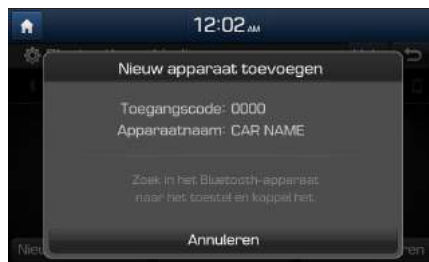 12:02 AM
Nieuw apparaat toevoegen
Toegangscode: 0000
Apparaatnaam: CAR NAME
Zoek in het Bluetooth-apparaat
naar het toestel en koppel het.
Annuleren